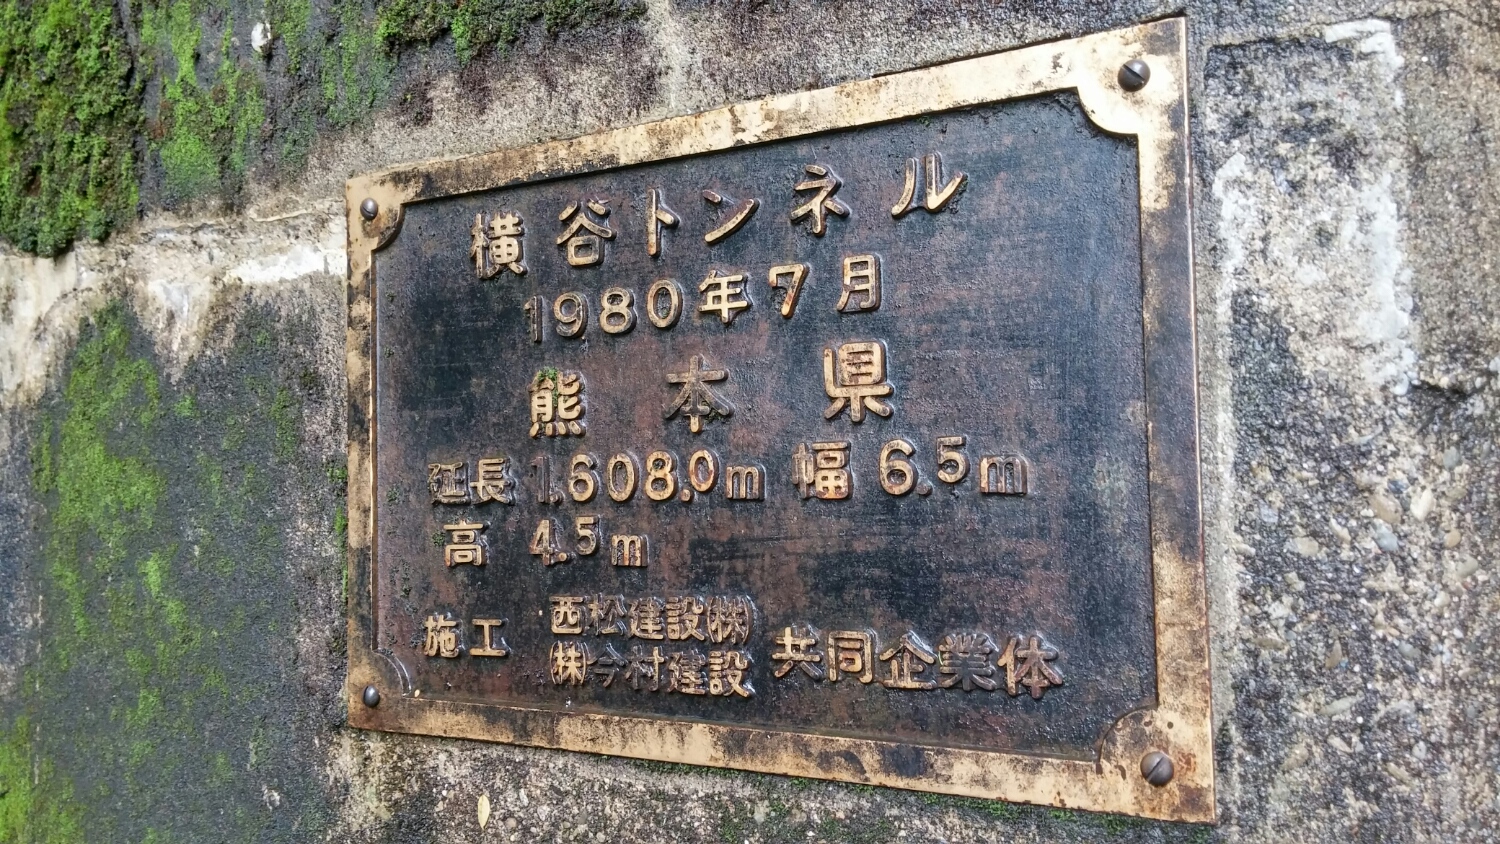 横谷トンネル
1980年7月
熊本県
延長 1,608.0m 幅 6.5m
高 4.5m
施工 西松建設(株) 共同企業体
(株)今村建設